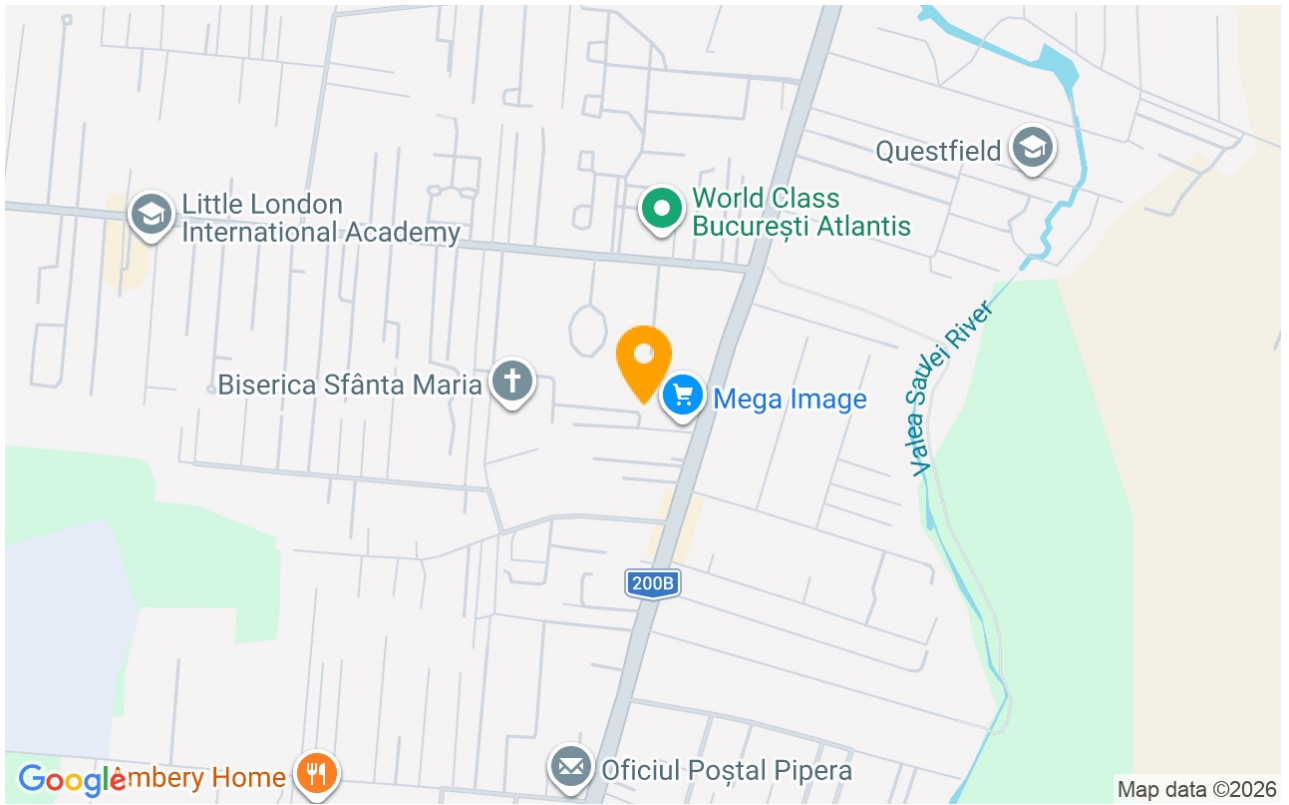 Questfield
World Class
București Atlantis
Little London
International Academy
Valea Saulei River
Biserica Sfânta Maria
Mega Image
200B
Oficiul Poștal Pipera
Google
Ambery Home
Map data ©2026